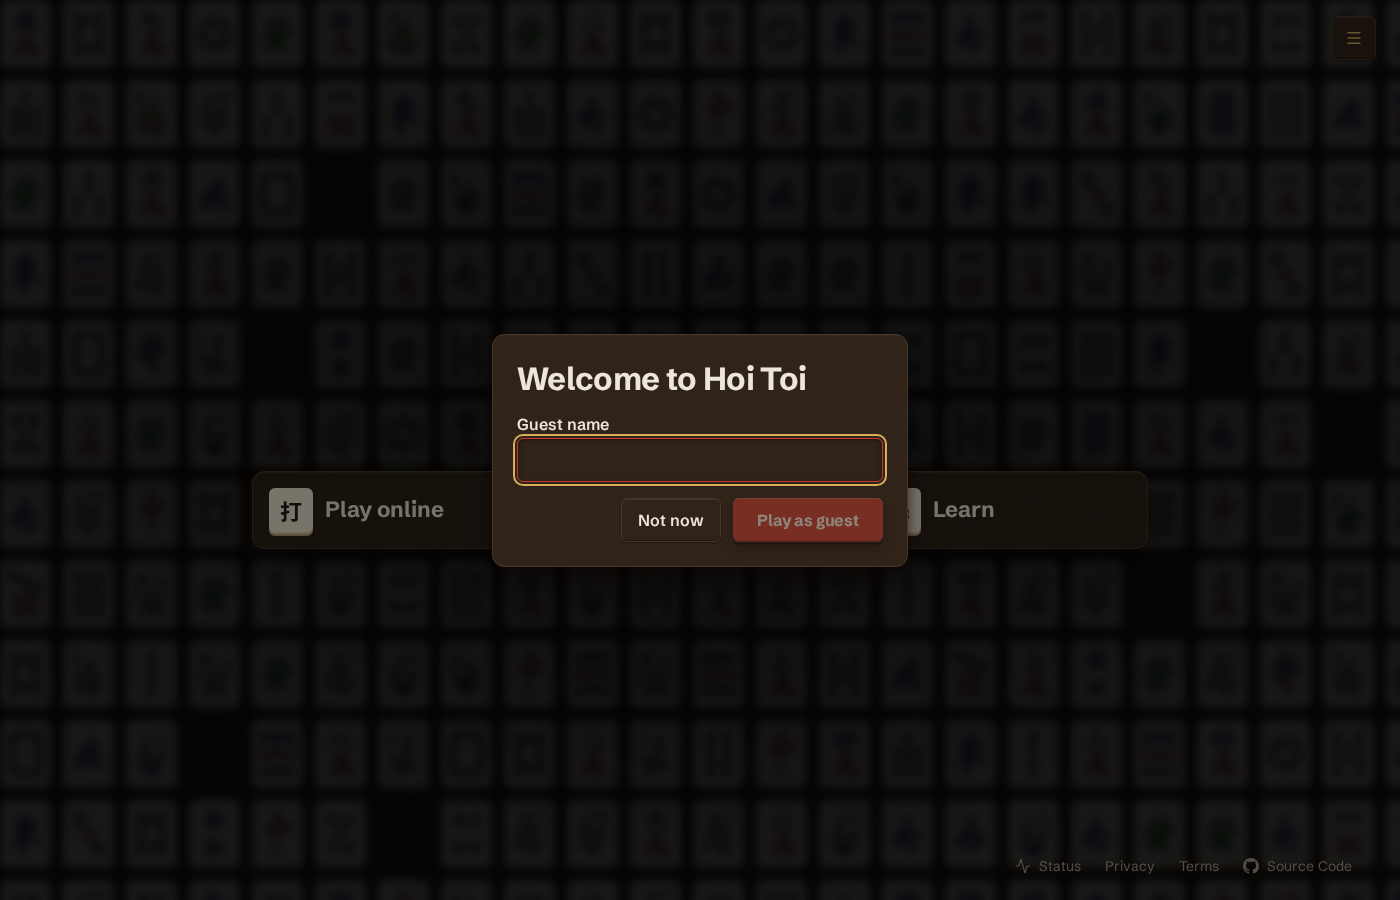 Welcome to Hoi Toi
Guest name
Not now
Play as guest
打
Play online
Learn
Status
Privacy
Terms
Source Code